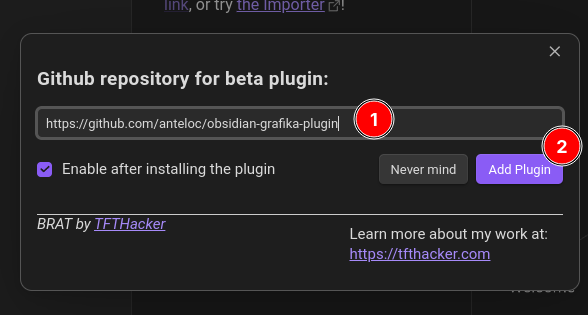 link, or try the Importer!
Github repository for beta plugin:
https://github.com/anteloc/obsidian-grafika-plugin
1
2
Enable after installing the plugin
Never mind
Add Plugin
BRAT by TFTHacker
Learn more about my work at:
https://tfthacker.com